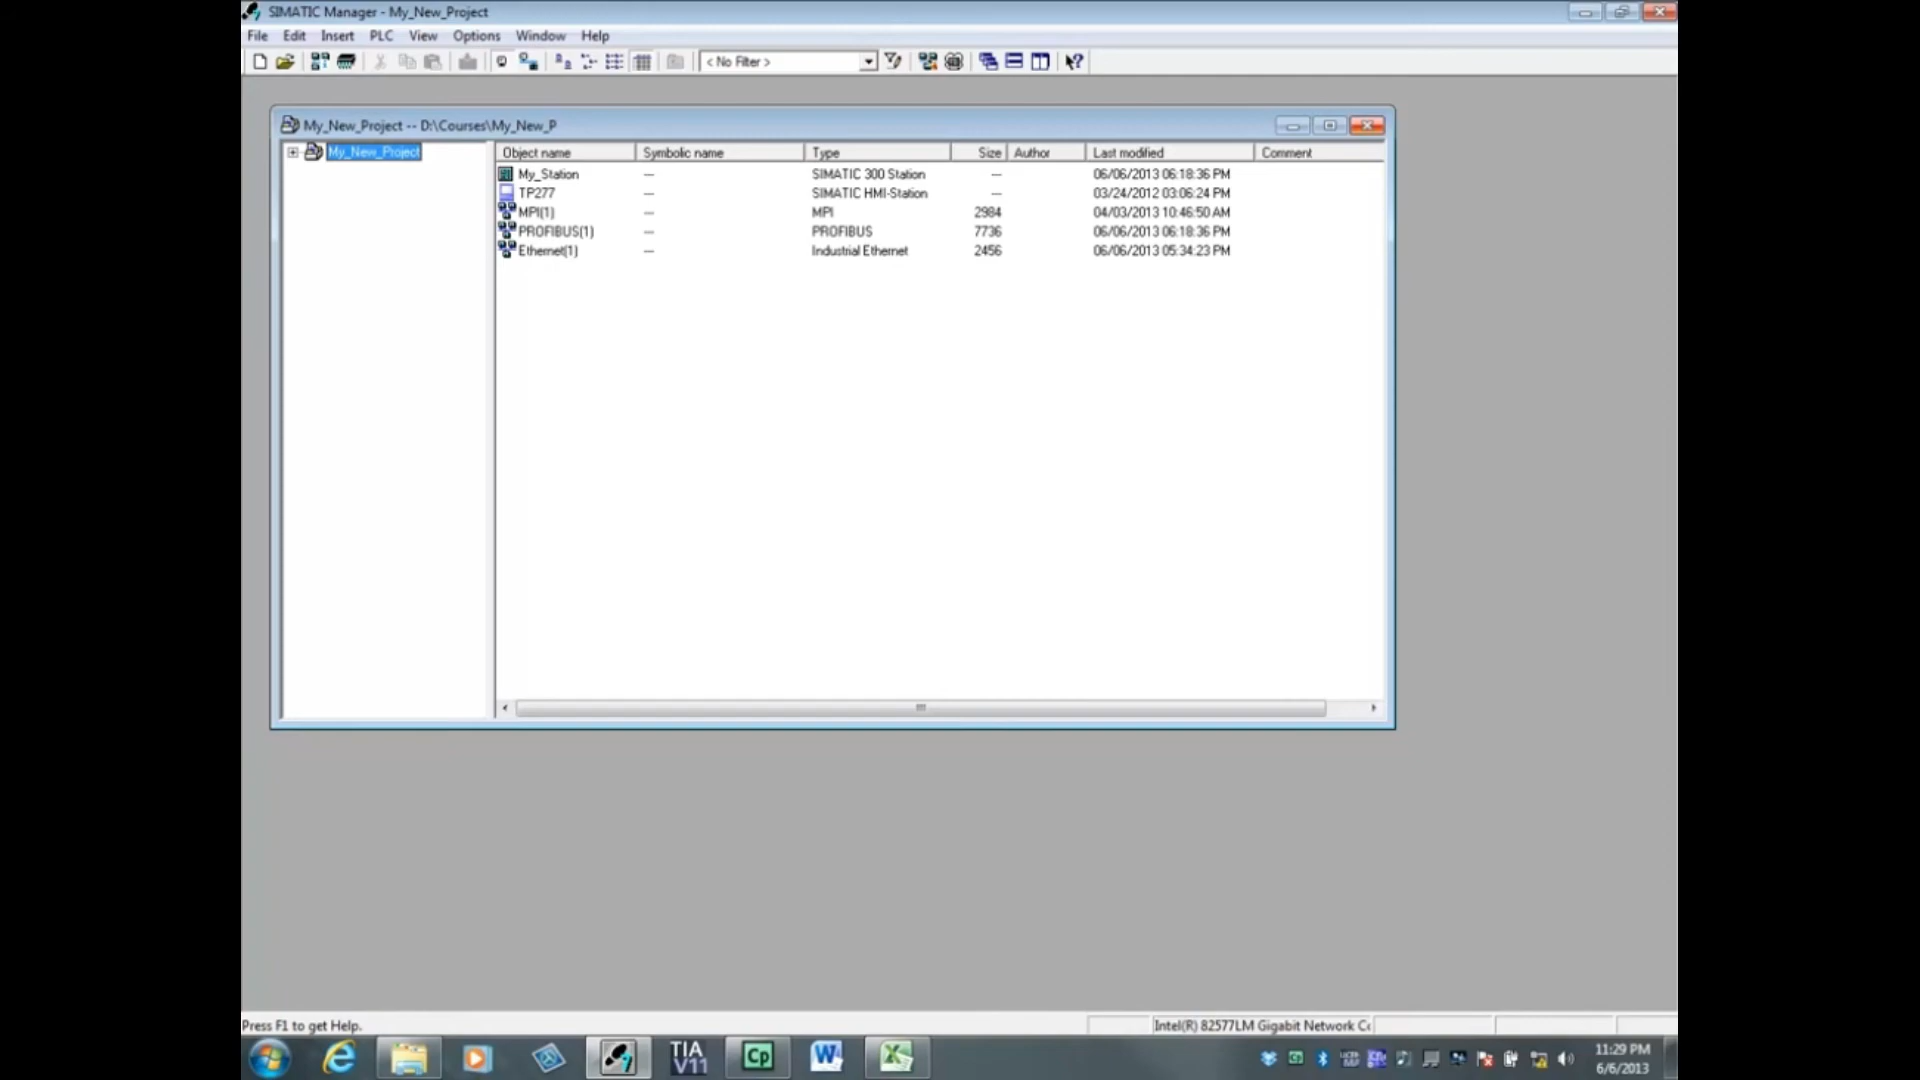 SIMATIC Manager - My_New_Project
File Edit Insert PLC View Options Window Help
< No Filter >
My_New_Project -- D:\Courses\My_New_P
My_New_Project
Object name Symbolic name Type Size Author Last modified Comment
My_Station --- SIMATIC 300 Station --- 06/06/2013 06:18:36 PM
TP277 --- SIMATIC HMI-Station --- 03/24/2012 03:06:24 PM
MPI(1) --- MPI 2984 04/03/2013 10:46:50 AM
PROFIBUS(1) --- PROFIBUS 7736 06/06/2013 06:18:36 PM
Ethernet(1) --- Industrial Ethernet 2456 06/06/2013 05:34:23 PM
Press F1 to get Help.
Intel(R) 82577LM Gigabit Network Cc
TIA
V11
Cp
11:29 PM
6/6/2013